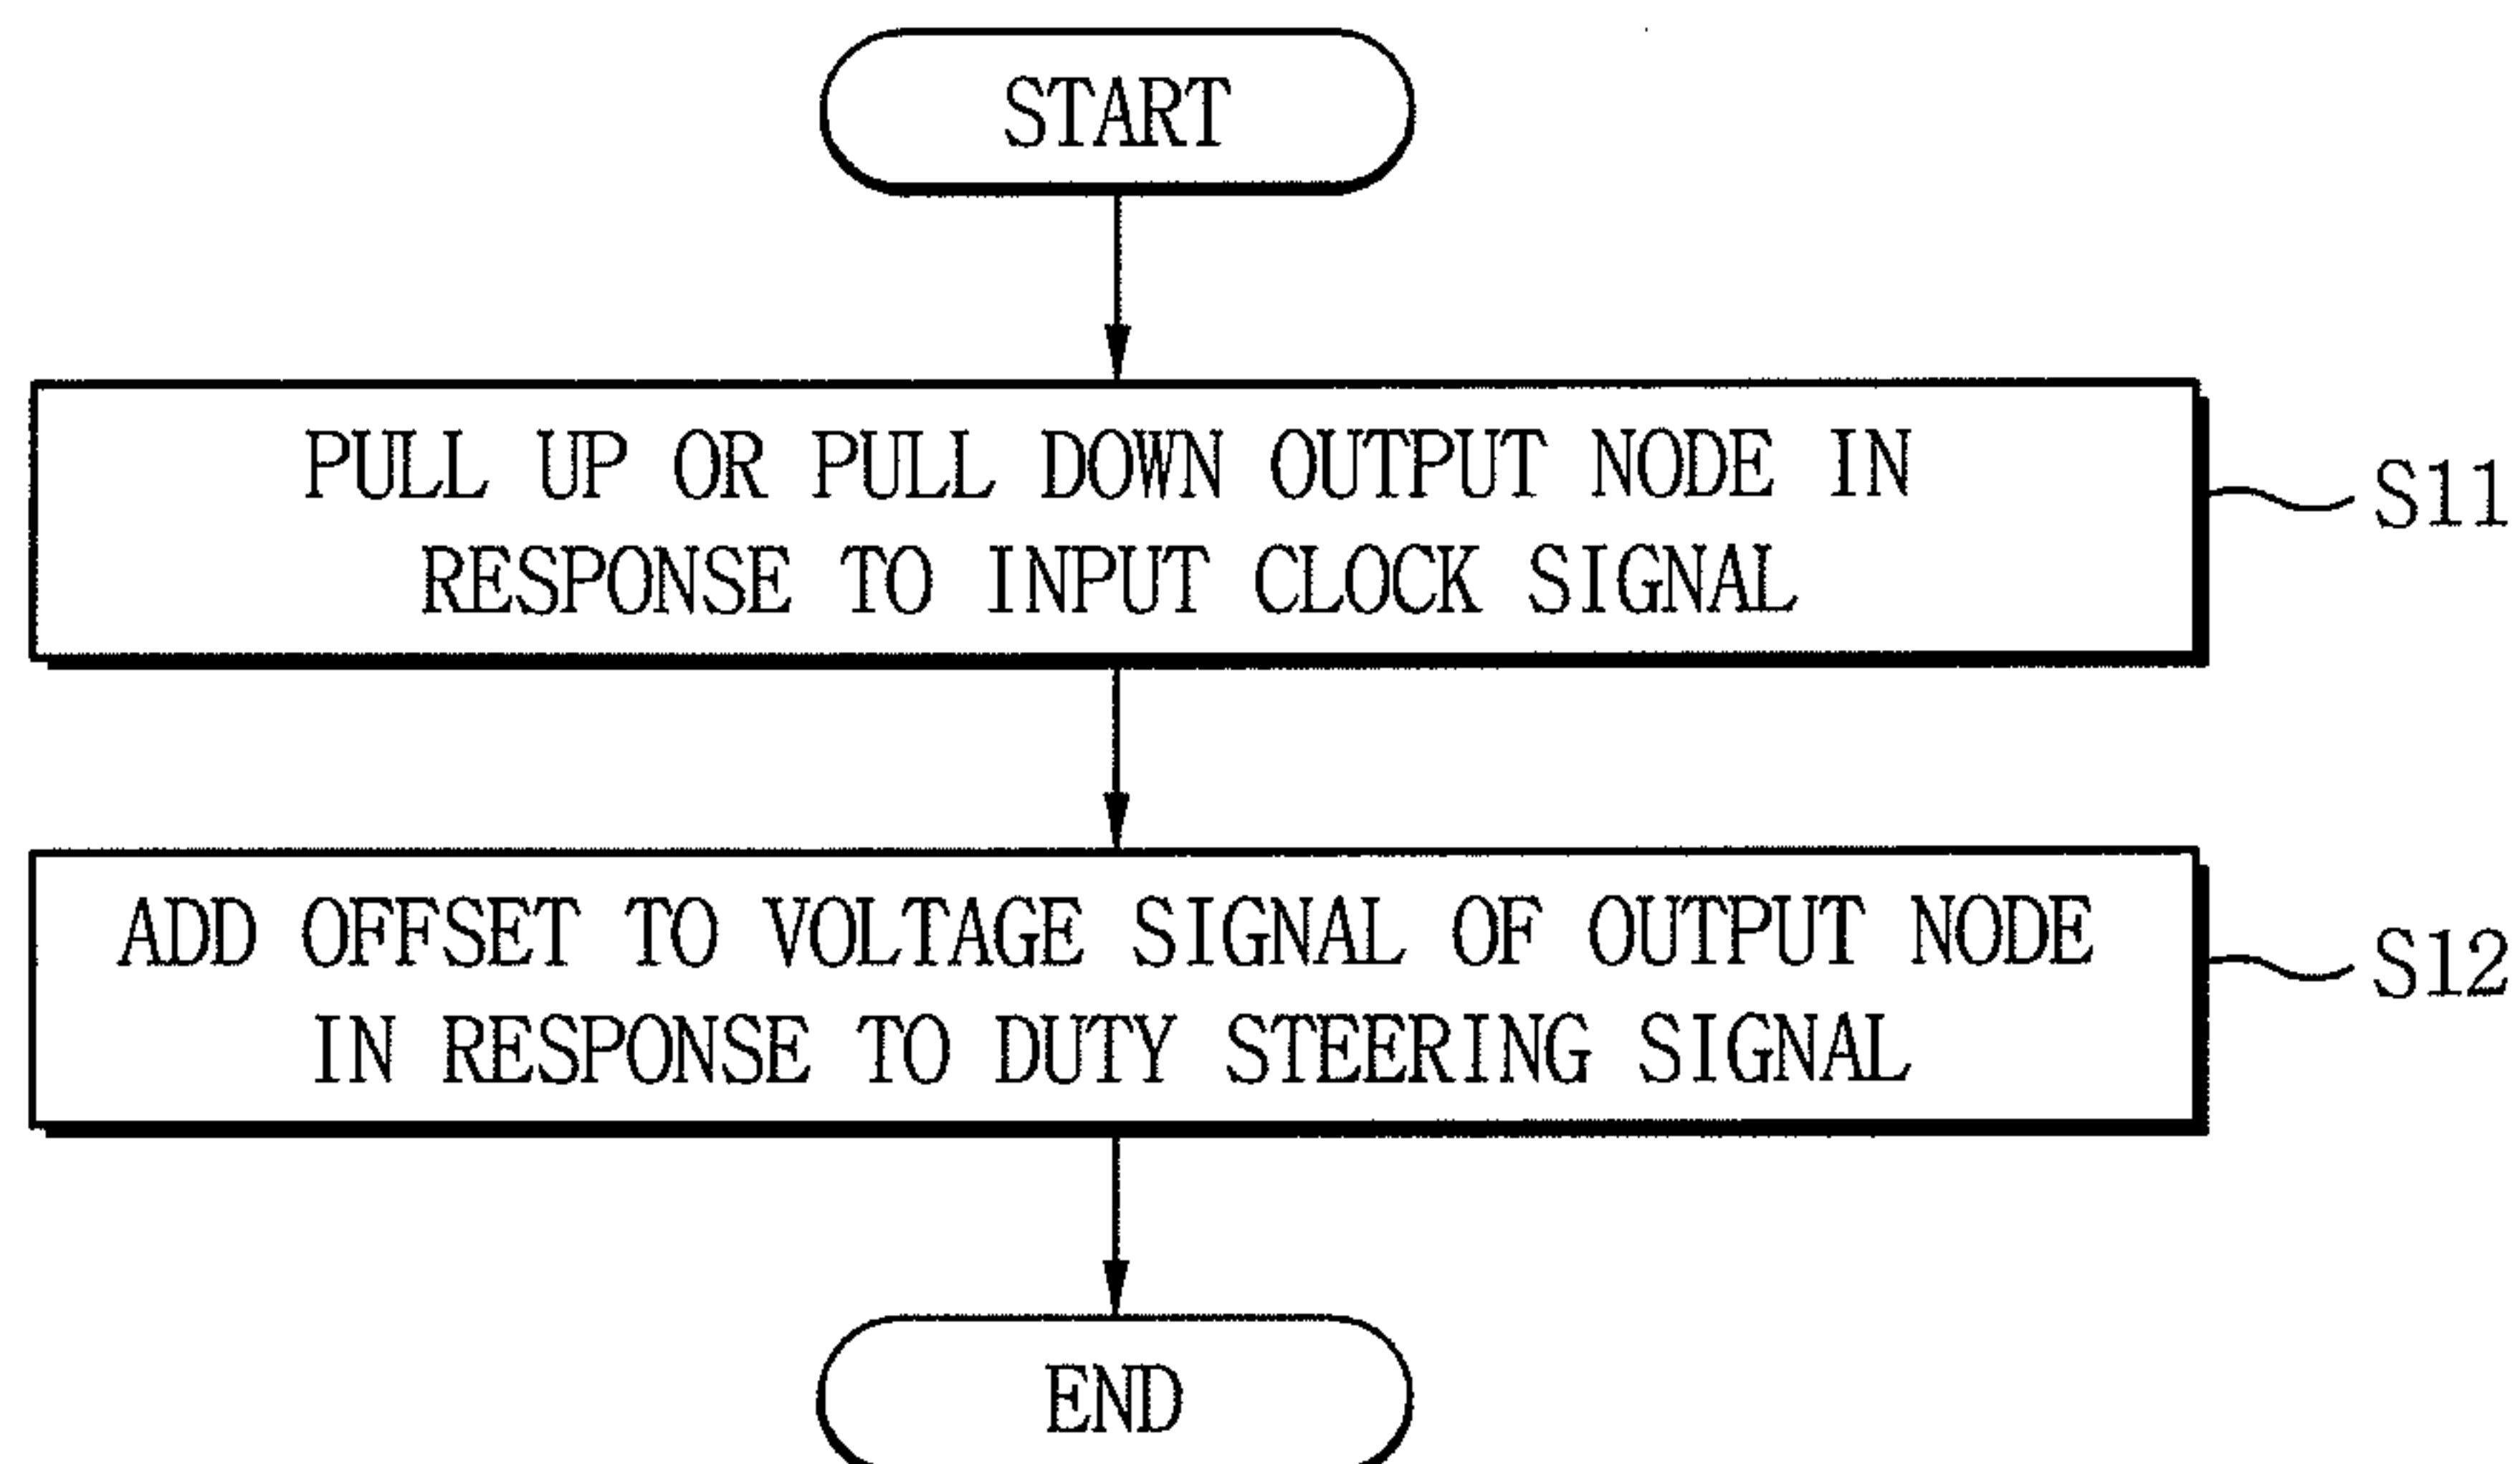 START
PULL UP OR PULL DOWN OUTPUT NODE IN
RESPONSE TO INPUT CLOCK SIGNAL
S11
ADD OFFSET TO VOLTAGE SIGNAL OF OUTPUT NODE
IN RESPONSE TO DUTY STEERING SIGNAL
S12
END